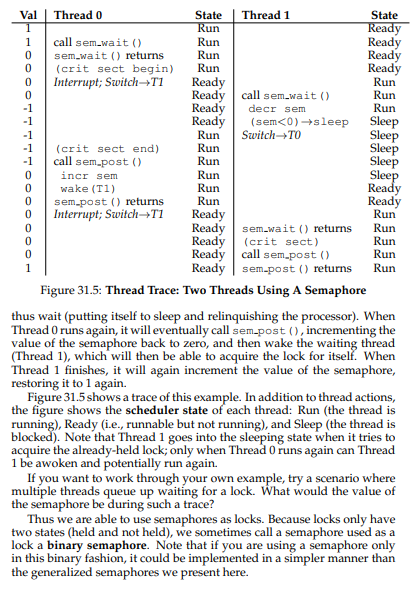 Val Thread 0 State Thread 1 State
1 Run Ready
1 call sem_wait() Run Ready
0 sem_wait() returns Run Ready
0 (crit sect begin) Run Ready
0 Interrupt; Switch→T1 Ready Run
0 Ready call sem_wait() Run
-1 Ready decr sem Run
-1 Ready (sem<0)→sleep Sleep
-1 Run Switch→T0 Sleep
-1 (crit sect end) Run Sleep
-1 call sem_post() Run Sleep
0 incr sem Run Sleep
0 wake(T1) Run Ready
0 sem_post() returns Run Ready
0 Interrupt; Switch→T1 Ready Run
0 Ready sem_wait() returns Run
0 Ready (crit sect) Run
0 Ready call sem_post() Run
1 Ready sem_post() returns Run
Figure 31.5: Thread Trace: Two Threads Using A Semaphore
thus wait (putting itself to sleep and relinquishing the processor). When
Thread 0 runs again, it will eventually call sem_post(), incrementing the
value of the semaphore back to zero, and then wake the waiting thread
(Thread 1), which will then be able to acquire the lock for itself. When
Thread 1 finishes, it will again increment the value of the semaphore,
restoring it to 1 again.
Figure 31.5 shows a trace of this example. In addition to thread actions,
the figure shows the scheduler state of each thread: Run (the thread is
running), Ready (i.e., runnable but not running), and Sleep (the thread is
blocked). Note that Thread 1 goes into the sleeping state when it tries to
acquire the already-held lock; only when Thread 0 runs again can Thread
1 be awoken and potentially run again.
If you want to work through your own example, try a scenario where
multiple threads queue up waiting for a lock. What would the value of
the semaphore be during such a trace?
Thus we are able to use semaphores as locks. Because locks only have
two states (held and not held), we sometimes call a semaphore used as a
lock a binary semaphore. Note that if you are using a semaphore only
in this binary fashion, it could be implemented in a simpler manner than
the generalized semaphores we present here.